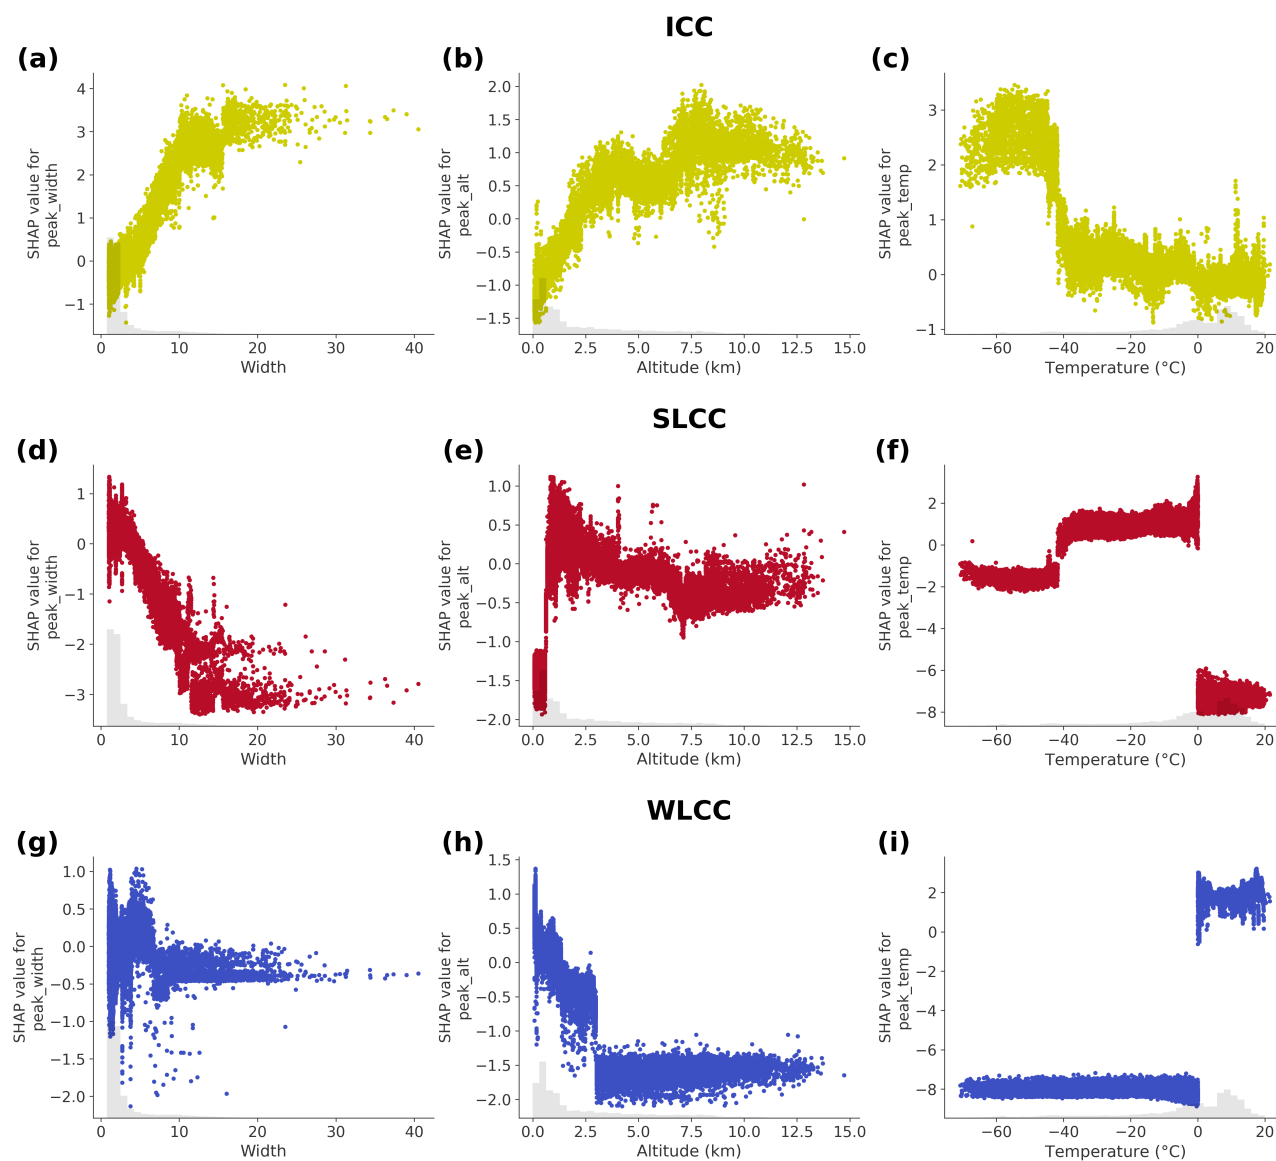 ICC
(a)
(b)
(c)
SHAP value for
peak_width
4
3
2
1
0
−1
0
10
20
30
40
Width
SHAP value for
peak_alt
2.0
1.5
1.0
0.5
0.0
−0.5
−1.0
−1.5
0.0
2.5
5.0
7.5
10.0
12.5
15.0
Altitude (km)
SHAP value for
peak_temp
3
2
1
0
−1
−60
−40
−20
0
20
Temperature (°C)
SLCC
(d)
(e)
(f)
SHAP value for
peak_width
1
0
−1
−2
−3
0
10
20
30
40
Width
SHAP value for
peak_alt
1.0
0.5
0.0
−0.5
−1.0
−1.5
−2.0
0.0
2.5
5.0
7.5
10.0
12.5
15.0
Altitude (km)
SHAP value for
peak_temp
2
0
−2
−4
−6
−8
−60
−40
−20
0
20
Temperature (°C)
WLCC
(g)
(h)
(i)
SHAP value for
peak_width
1.0
0.5
0.0
−0.5
−1.0
−1.5
−2.0
0
10
20
30
40
Width
SHAP value for
peak_alt
1.5
1.0
0.5
0.0
−0.5
−1.0
−1.5
−2.0
0.0
2.5
5.0
7.5
10.0
12.5
15.0
Altitude (km)
SHAP value for
peak_temp
2
0
−2
−4
−6
−8
−60
−40
−20
0
20
Temperature (°C)